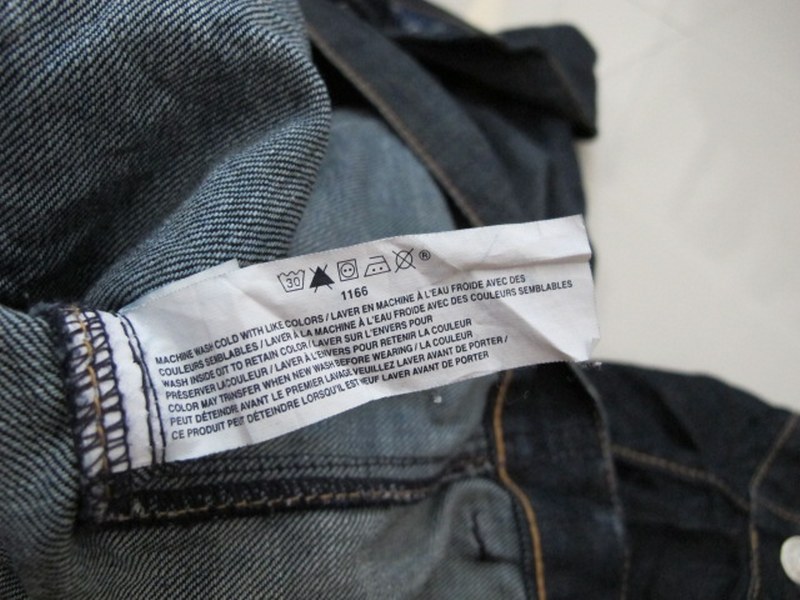 30 ®
1166
MACHINE WASH COLD WITH LIKE COLORS / LAVER EN MACHINE À L'EAU FROIDE AVEC DES
COULEURS SEMBLABLES / LAVER À LA MACHINE À L'EAU FROIDE AVEC DES COULEURS SEMBLABLES
WASH INSIDE OUT TO RETAIN COLOR / LAVER SUR L'ENVERS POUR
PRÉSERVER LA COULEUR / LAVER À L'ENVERS POUR RETENIR LA COULEUR
COLOR MAY TRANSFER WHEN NEW WASH BEFORE WEARING / LA COULEUR
PEUT DÉTEINDRE AVANT LE PREMIER LAVAGE VEUILLEZ LAVER AVANT DE PORTER /
CE PRODUIT PEUT DÉTEINDRE LORSQU'IL EST NEUF LAVER AVANT DE PORTER